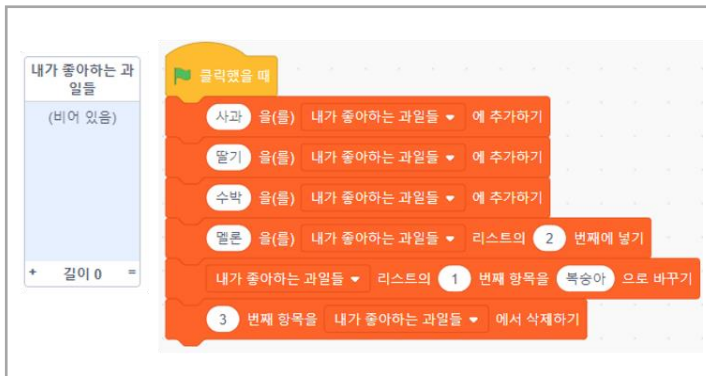 내가 좋아하는 과
일들
(비어 있음)
+ 길이 0 =
클릭했을 때
사과 을(를) 내가 좋아하는 과일들 에 추가하기
딸기 을(를) 내가 좋아하는 과일들 에 추가하기
수박 을(를) 내가 좋아하는 과일들 에 추가하기
멜론 을(를) 내가 좋아하는 과일들 리스트의 2 번째에 넣기
내가 좋아하는 과일들 리스트의 1 번째 항목을 복숭아 으로 바꾸기
3 번째 항목을 내가 좋아하는 과일들 에서 삭제하기